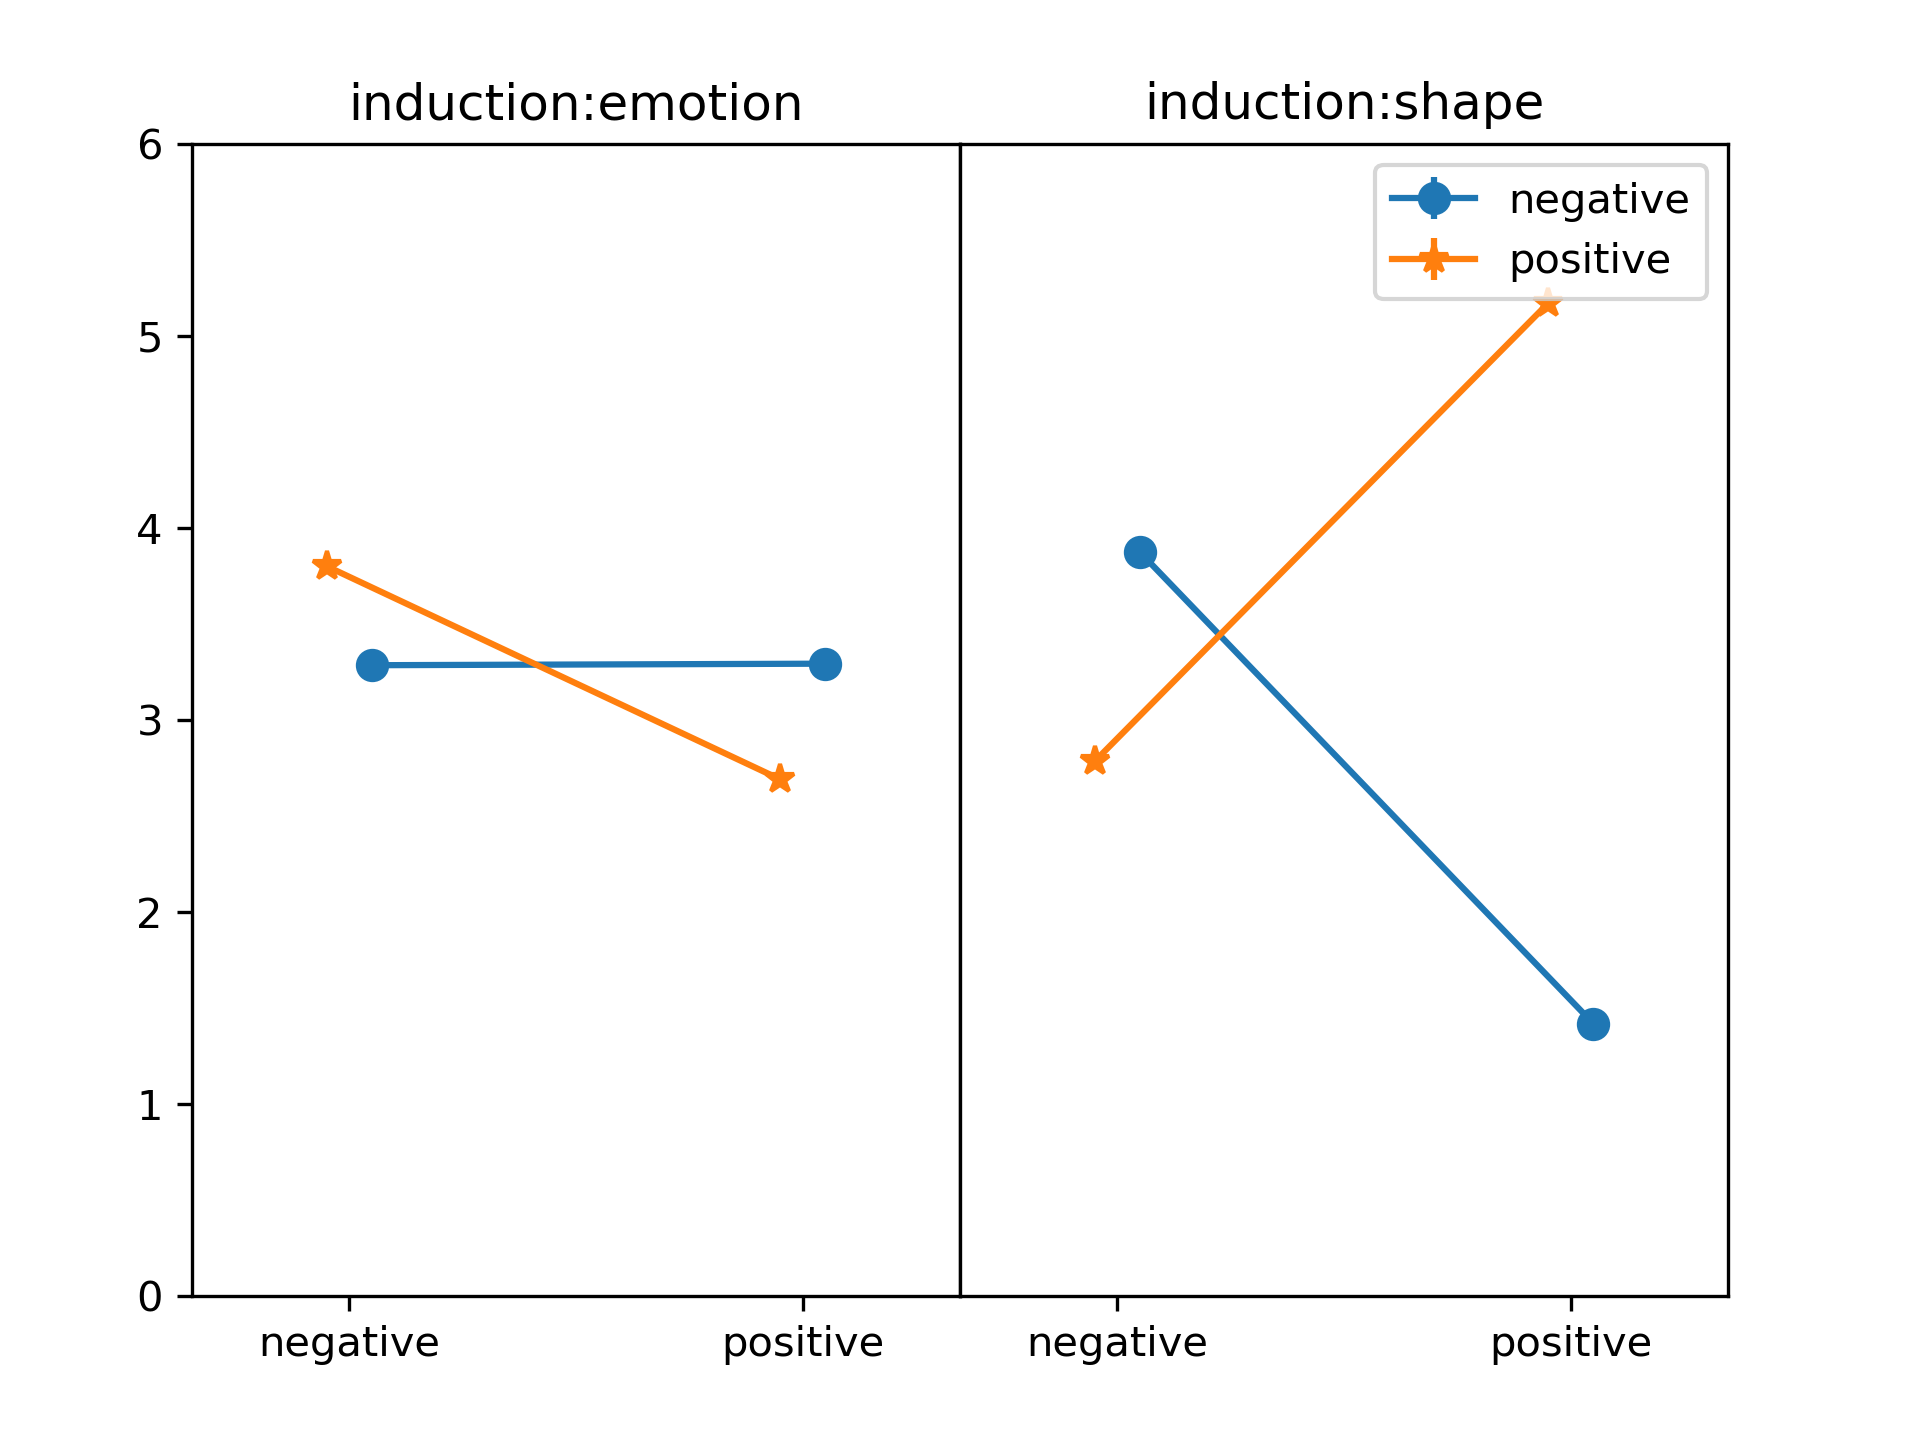 induction:emotion
induction:shape
6
5
4
3
2
1
0
negative
positive
negative
positive
negative
positive